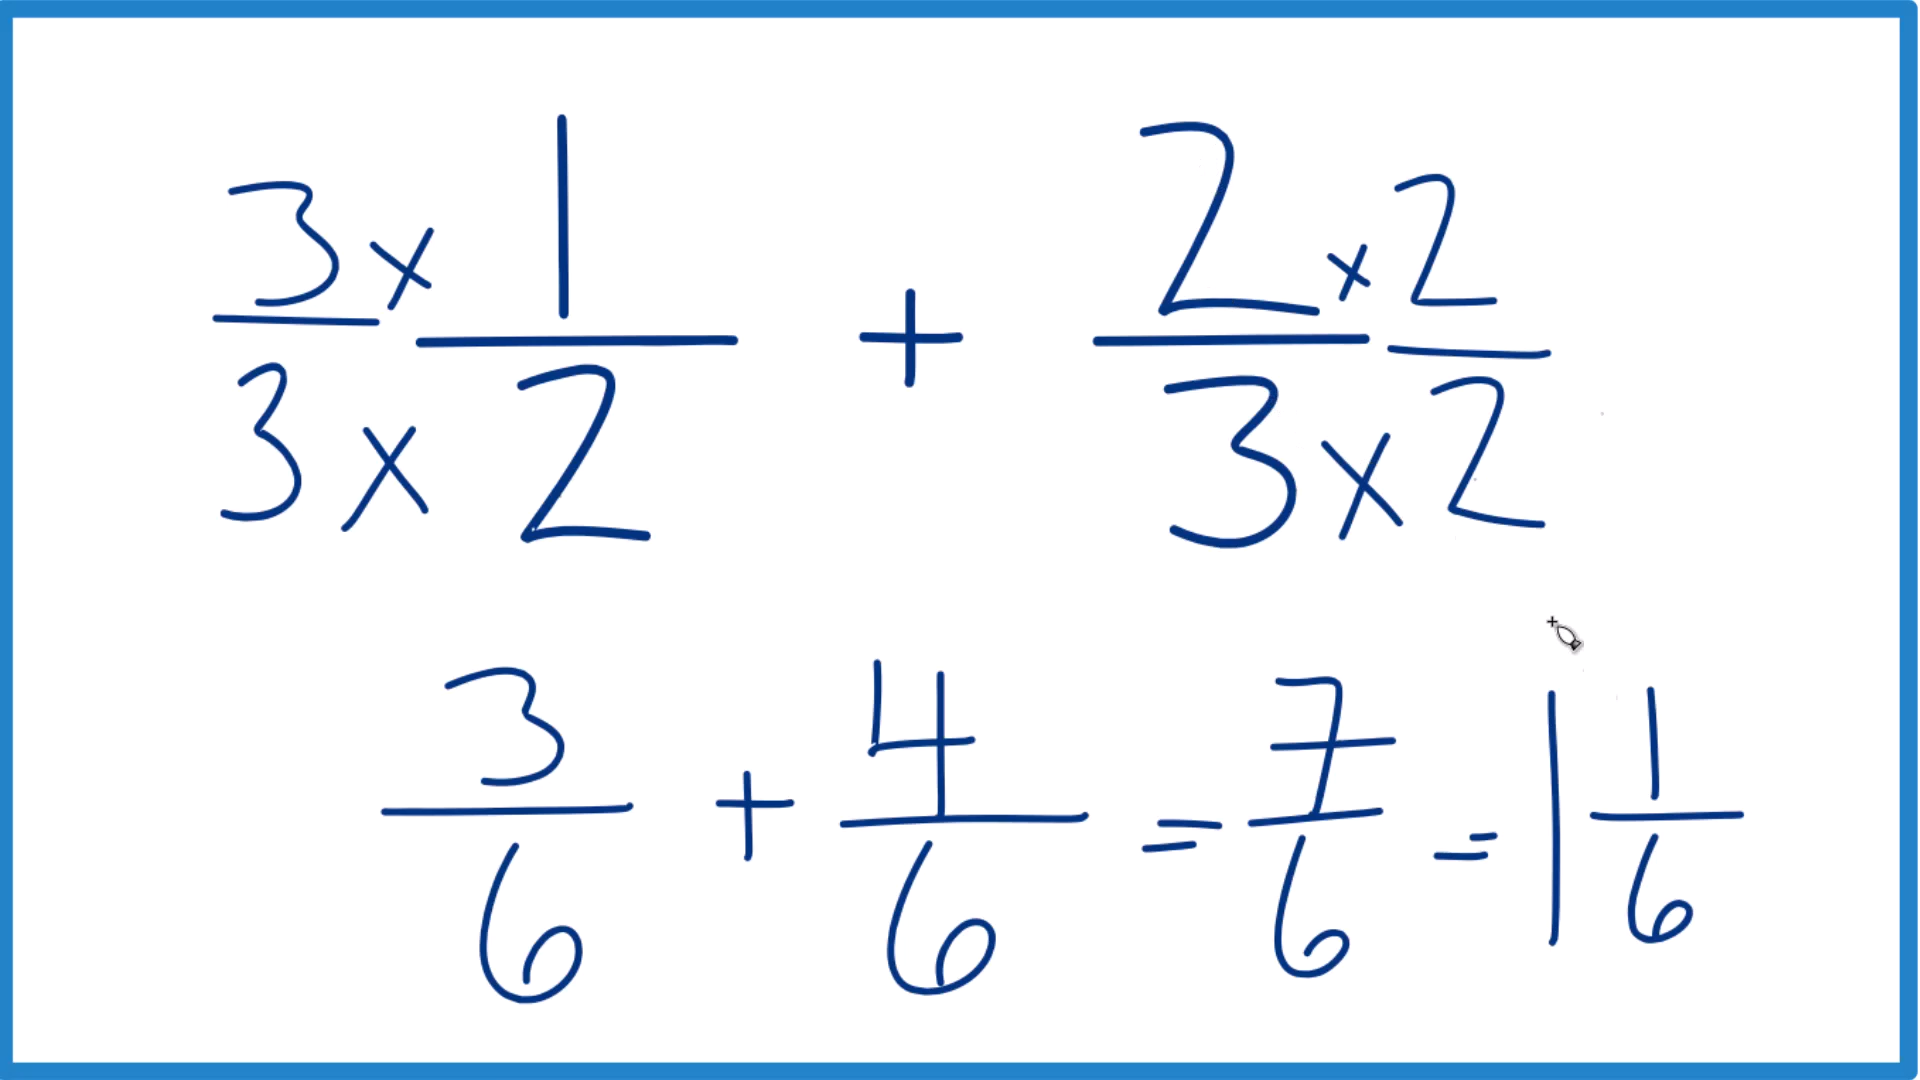 3/3 × 1/2 + 2/3 × 2/2
3/6 + 4/6 = 7/6 = 1 1/6